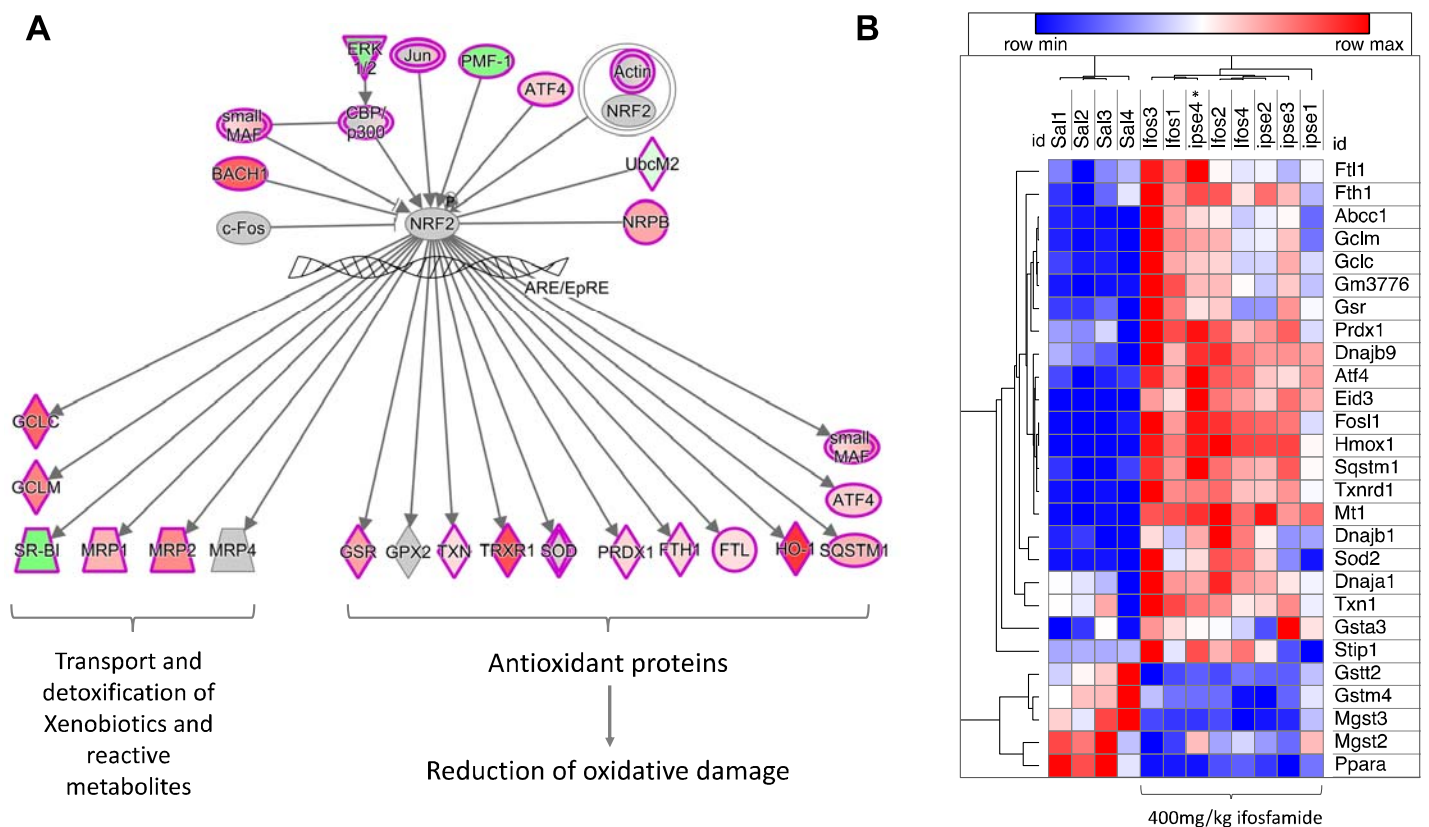 A
ERK
1/2
Jun
PMF-1
ATF4
Actin
NRF2
small
MAF
CBP/
p300
BACH1
UbcM2
P
c-Fos
NRF2
NRPB
ARE/EpRE
GCLC
GCLM
small
MAF
ATF4
SR-BI MRP1 MRP2 MRP4 GSR GPX2 TXN TRXR1 SOD PRDX1 FTH1 FTL HO-1 SQSTM1
Transport and
detoxification of
Xenobiotics and
reactive
metabolites
Antioxidant proteins
Reduction of oxidative damage
B
row min row max
id Sal1 Sal2 Sal3 Sal4 Ifos3 Ifos1 ipse4 * Ifos2 Ifos4 ipse2 ipse3 ipse1 id
Ftl1
Fth1
Abcc1
Gclm
Gclc
Gm3776
Gsr
Prdx1
Dnajb9
Atf4
Eid3
Fosl1
Hmox1
Sqstm1
Txnrd1
Mt1
Dnajb1
Sod2
Dnaja1
Txn1
Gsta3
Stip1
Gstt2
Gstm4
Mgst3
Mgst2
Ppara
400mg/kg ifosfamide